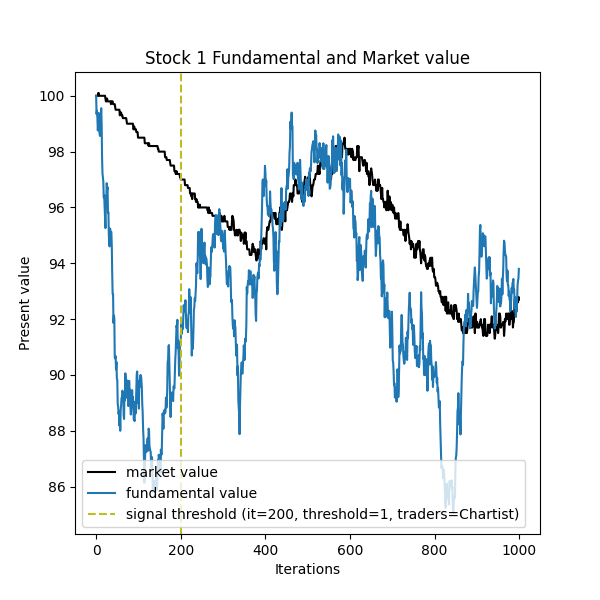 Stock 1 Fundamental and Market value
Present value
100
98
96
94
92
90
88
86
market value
fundamental value
signal threshold (it=200, threshold=1, traders=Chartist)
0
200
400
600
800
1000
Iterations